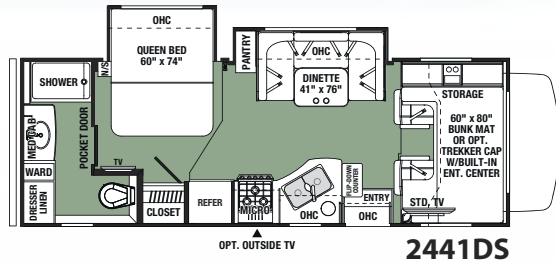 OHC
QUEEN BED
60" x 74"
N/S
PANTRY
OHC
DINETTE
41" x 76"
SHOWER
MED CAB
POCKET DOOR
WARD
DRESSER
LINEN
TV
CLOSET
REFER
MICRO
OHC
FLIP-DOWN
COUNTER
ENTRY
OHC
STORAGE
60" x 80"
BUNK MAT
OR OPT.
TREKKER CAP
W/BUILT-IN
ENT. CENTER
STD. TV
OPT. OUTSIDE TV
2441DS